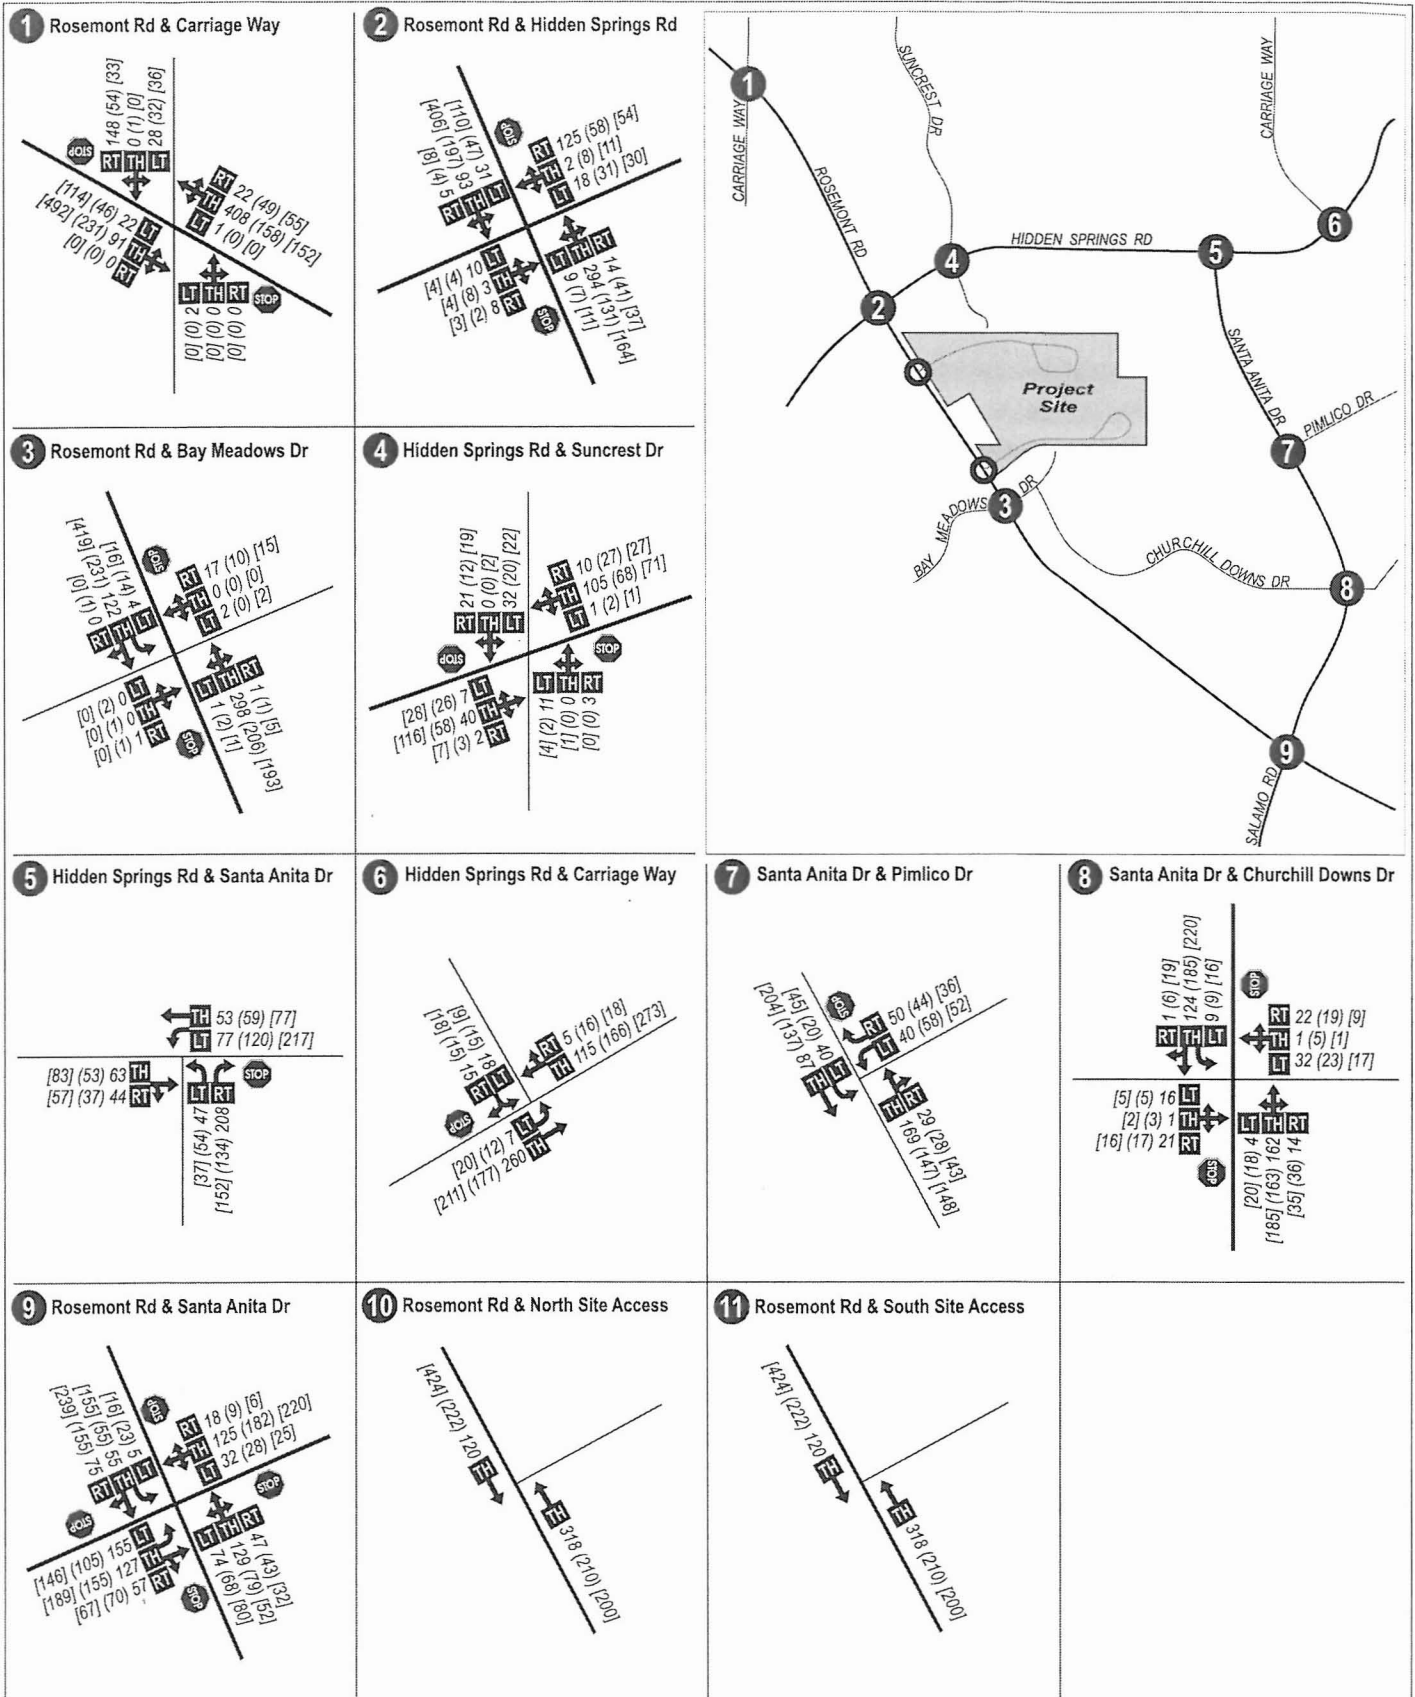 1 Rosemont Rd & Carriage Way
148 (54) [33]
0 (1) [0]
28 (32) [36]
STOP
RT TH LT
RT 22 (49) [55]
TH 408 (158) [152]
LT 1 (0) [0]
[114] (46) 22 LT
[492] (231) 91 TH
[0] (0) 0 RT
LT TH RT
STOP
[0] (0) 2
[0] (0) 0
[0] (0) 0
2 Rosemont Rd & Hidden Springs Rd
[110] (47) 31
[406] (197) 93
[8] (4) 5
RT TH LT
STOP
RT 125 (58) [54]
TH 2 (8) [11]
LT 18 (31) [30]
[4] (4) 10 LT
[4] (8) 3 TH
[3] (2) 8 RT
STOP
LT TH RT
14 (41) [37]
294 (131) [164]
9 (7) [11]
1
2
3
4
5
6
7
8
9
CARRIAGE WAY
SUNCREST DR
CARRIAGE WAY
ROSEMONT RD
HIDDEN SPRINGS RD
SANTA ANITA DR
PIMLICO DR
Project
Site
BAY MEADOWS DR
CHURCHILL DOWNS DR
SALAMO RD
3 Rosemont Rd & Bay Meadows Dr
[16] (14) 4
[419] (231) 122
[0] (1) 0
RT TH LT
STOP
RT 17 (10) [15]
TH 0 (0) [0]
LT 2 (0) [2]
[0] (2) 0 LT
[0] (1) 0 TH
[0] (1) 1 RT
STOP
LT TH RT
1 (1) [5]
298 (206) [193]
1 (2) [1]
4 Hidden Springs Rd & Suncrest Dr
21 (12) [19]
0 (0) [2]
32 (20) [22]
RT TH LT
RT 10 (27) [27]
TH 105 (68) [71]
LT 1 (2) [1]
STOP
STOP
[28] (26) 7 LT
[116] (58) 40 TH
[7] (3) 2 RT
LT TH RT
[4] (2) 11
[1] (0) 0
[0] (0) 3
5 Hidden Springs Rd & Santa Anita Dr
TH 53 (59) [77]
LT 77 (120) [217]
[83] (53) 63 TH
[57] (37) 44 RT
LT RT
STOP
[37] (54) 47
[152] (134) 208
6 Hidden Springs Rd & Carriage Way
[9] (15) 18
[18] (15) 15
RT LT
STOP
RT 5 (16) [18]
TH 115 (166) [273]
[20] (12) 7 LT
[211] (177) 260 TH
7 Santa Anita Dr & Pimlico Dr
[45] (20) 40
[204] (137) 87
TH LT
STOP
RT 50 (44) [36]
LT 40 (58) [52]
TH RT
29 (28) [43]
169 (147) [148]
8 Santa Anita Dr & Churchill Downs Dr
1 (6) [19]
124 (185) [220]
9 (9) [16]
RT TH LT
STOP
RT 22 (19) [9]
TH 1 (5) [1]
LT 32 (23) [17]
[5] (5) 16 LT
[2] (3) 1 TH
[16] (17) 21 RT
STOP
LT TH RT
[20] (18) 4
[185] (163) 162
[35] (36) 14
9 Rosemont Rd & Santa Anita Dr
[16] (23) 5
[155] (55) 55
[239] (155) 75
RT TH LT
STOP
RT 18 (9) [6]
TH 125 (182) [220]
LT 32 (28) [25]
STOP
STOP
[146] (105) 155 LT
[189] (155) 127 TH
[67] (70) 57 RT
STOP
LT TH RT
47 (43) [32]
129 (79) [52]
74 (68) [80]
10 Rosemont Rd & North Site Access
[424] (222) 120
TH
TH
318 (210) [200]
11 Rosemont Rd & South Site Access
[424] (222) 120
TH
TH
318 (210) [200]